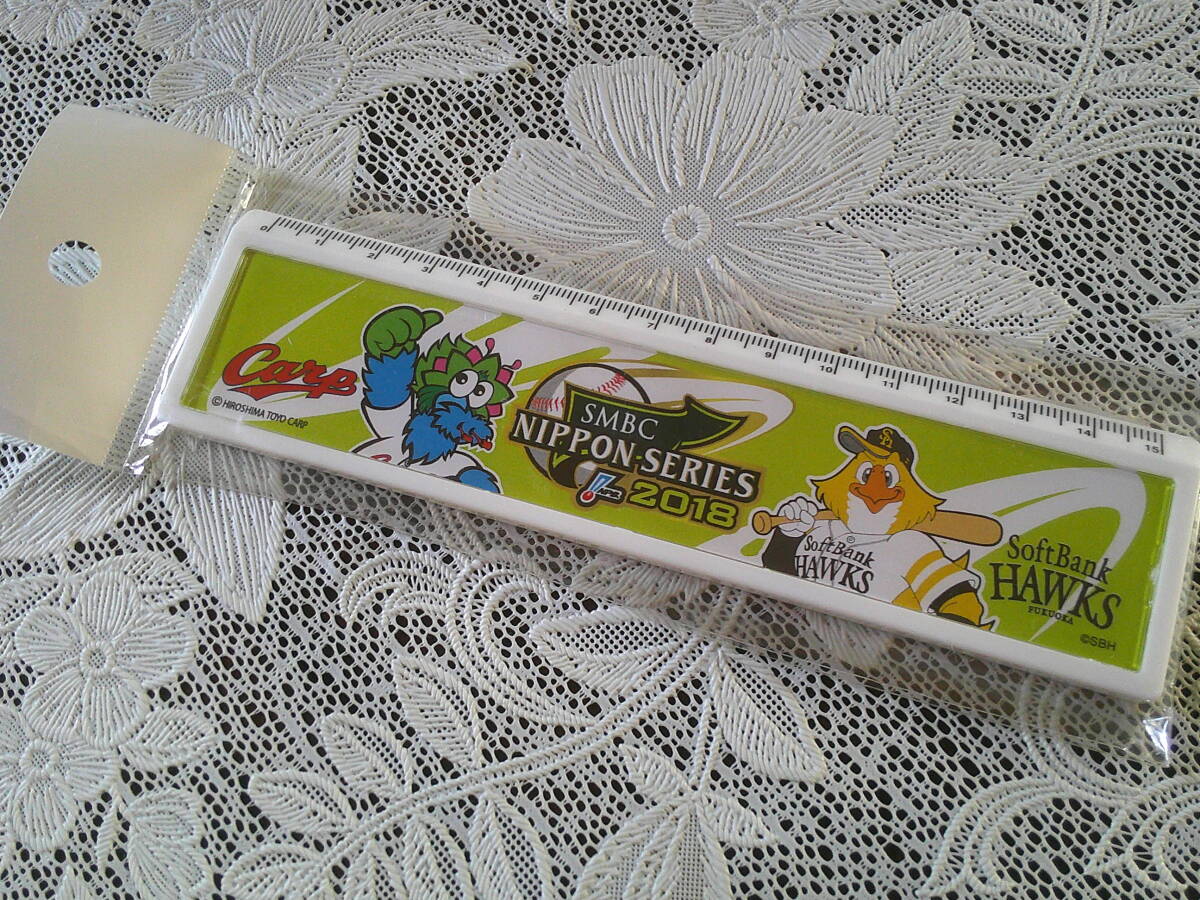 0 1 2 3 4 5 6 7 8 9 10 11 12 13 14 15
Carp
© HIROSHIMA TOYO CARP
SMBC
NIPPON SERIES
2018
SoftBank
HAWKS
SoftBank
HAWKS
FUKUOKA
©SBH